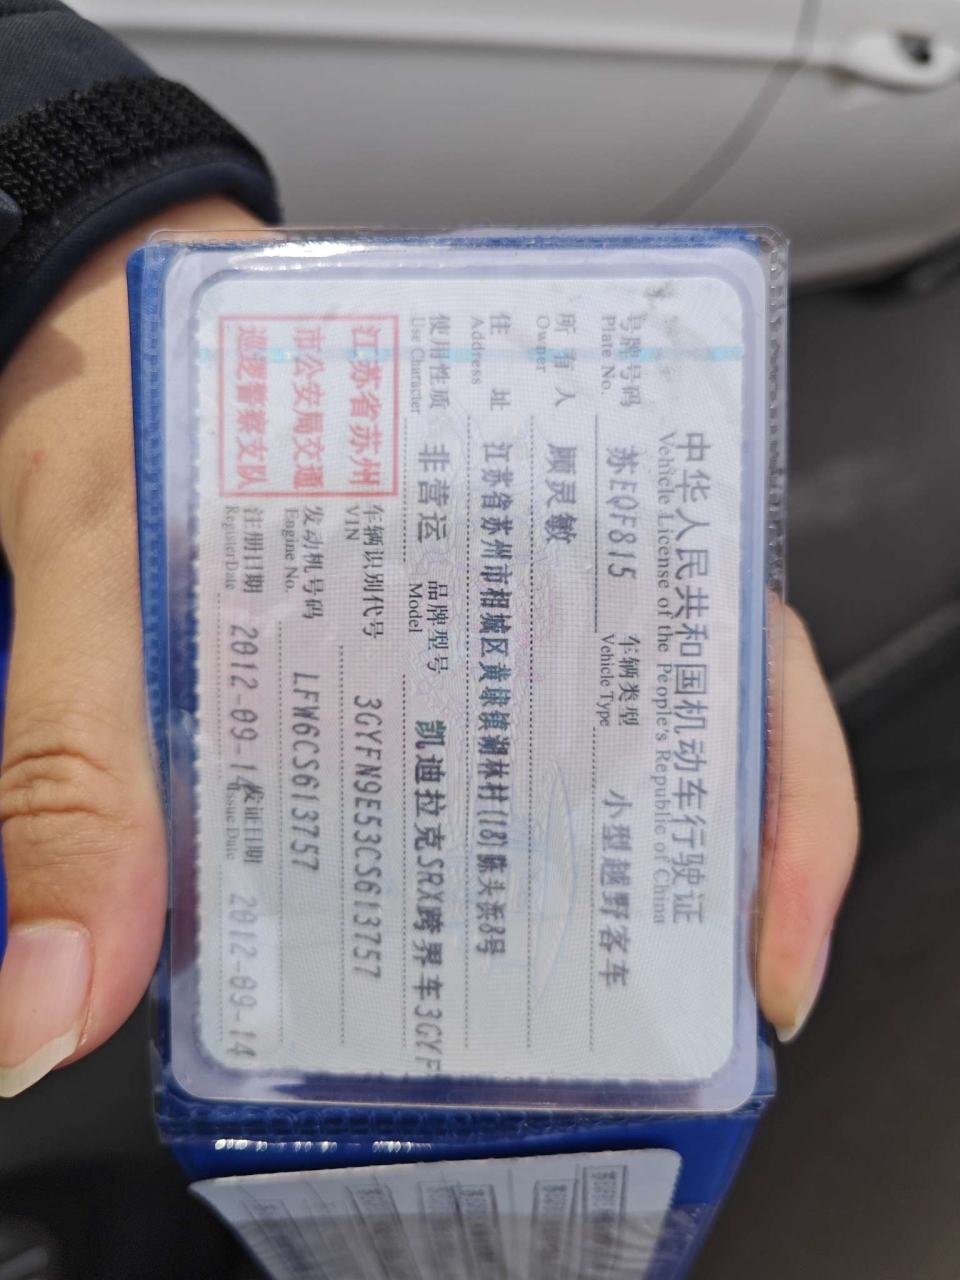 中华人民共和国机动车行驶证
Vehicle License of the People's Republic of China
号牌号码 苏EQF815 车辆类型 小型越野客车
Plate No. Vehicle Type
所有人 顾灵敏
Owner
住址 江苏省苏州市相城区黄埭镇湖林村(18)陈头浜8号
Address
使用性质 非营运 品牌型号 凯迪拉克SRX跨界车3GYF
Use Character Model
江苏省苏州
市公安局交通
巡逻警察支队
车辆识别代号 3GYFN9E53CS613757
VIN
发动机号码 LFW6CS613757
Engine No.
注册日期 2012-09-14 发证日期 2012-09-14
Register Date Issue Date